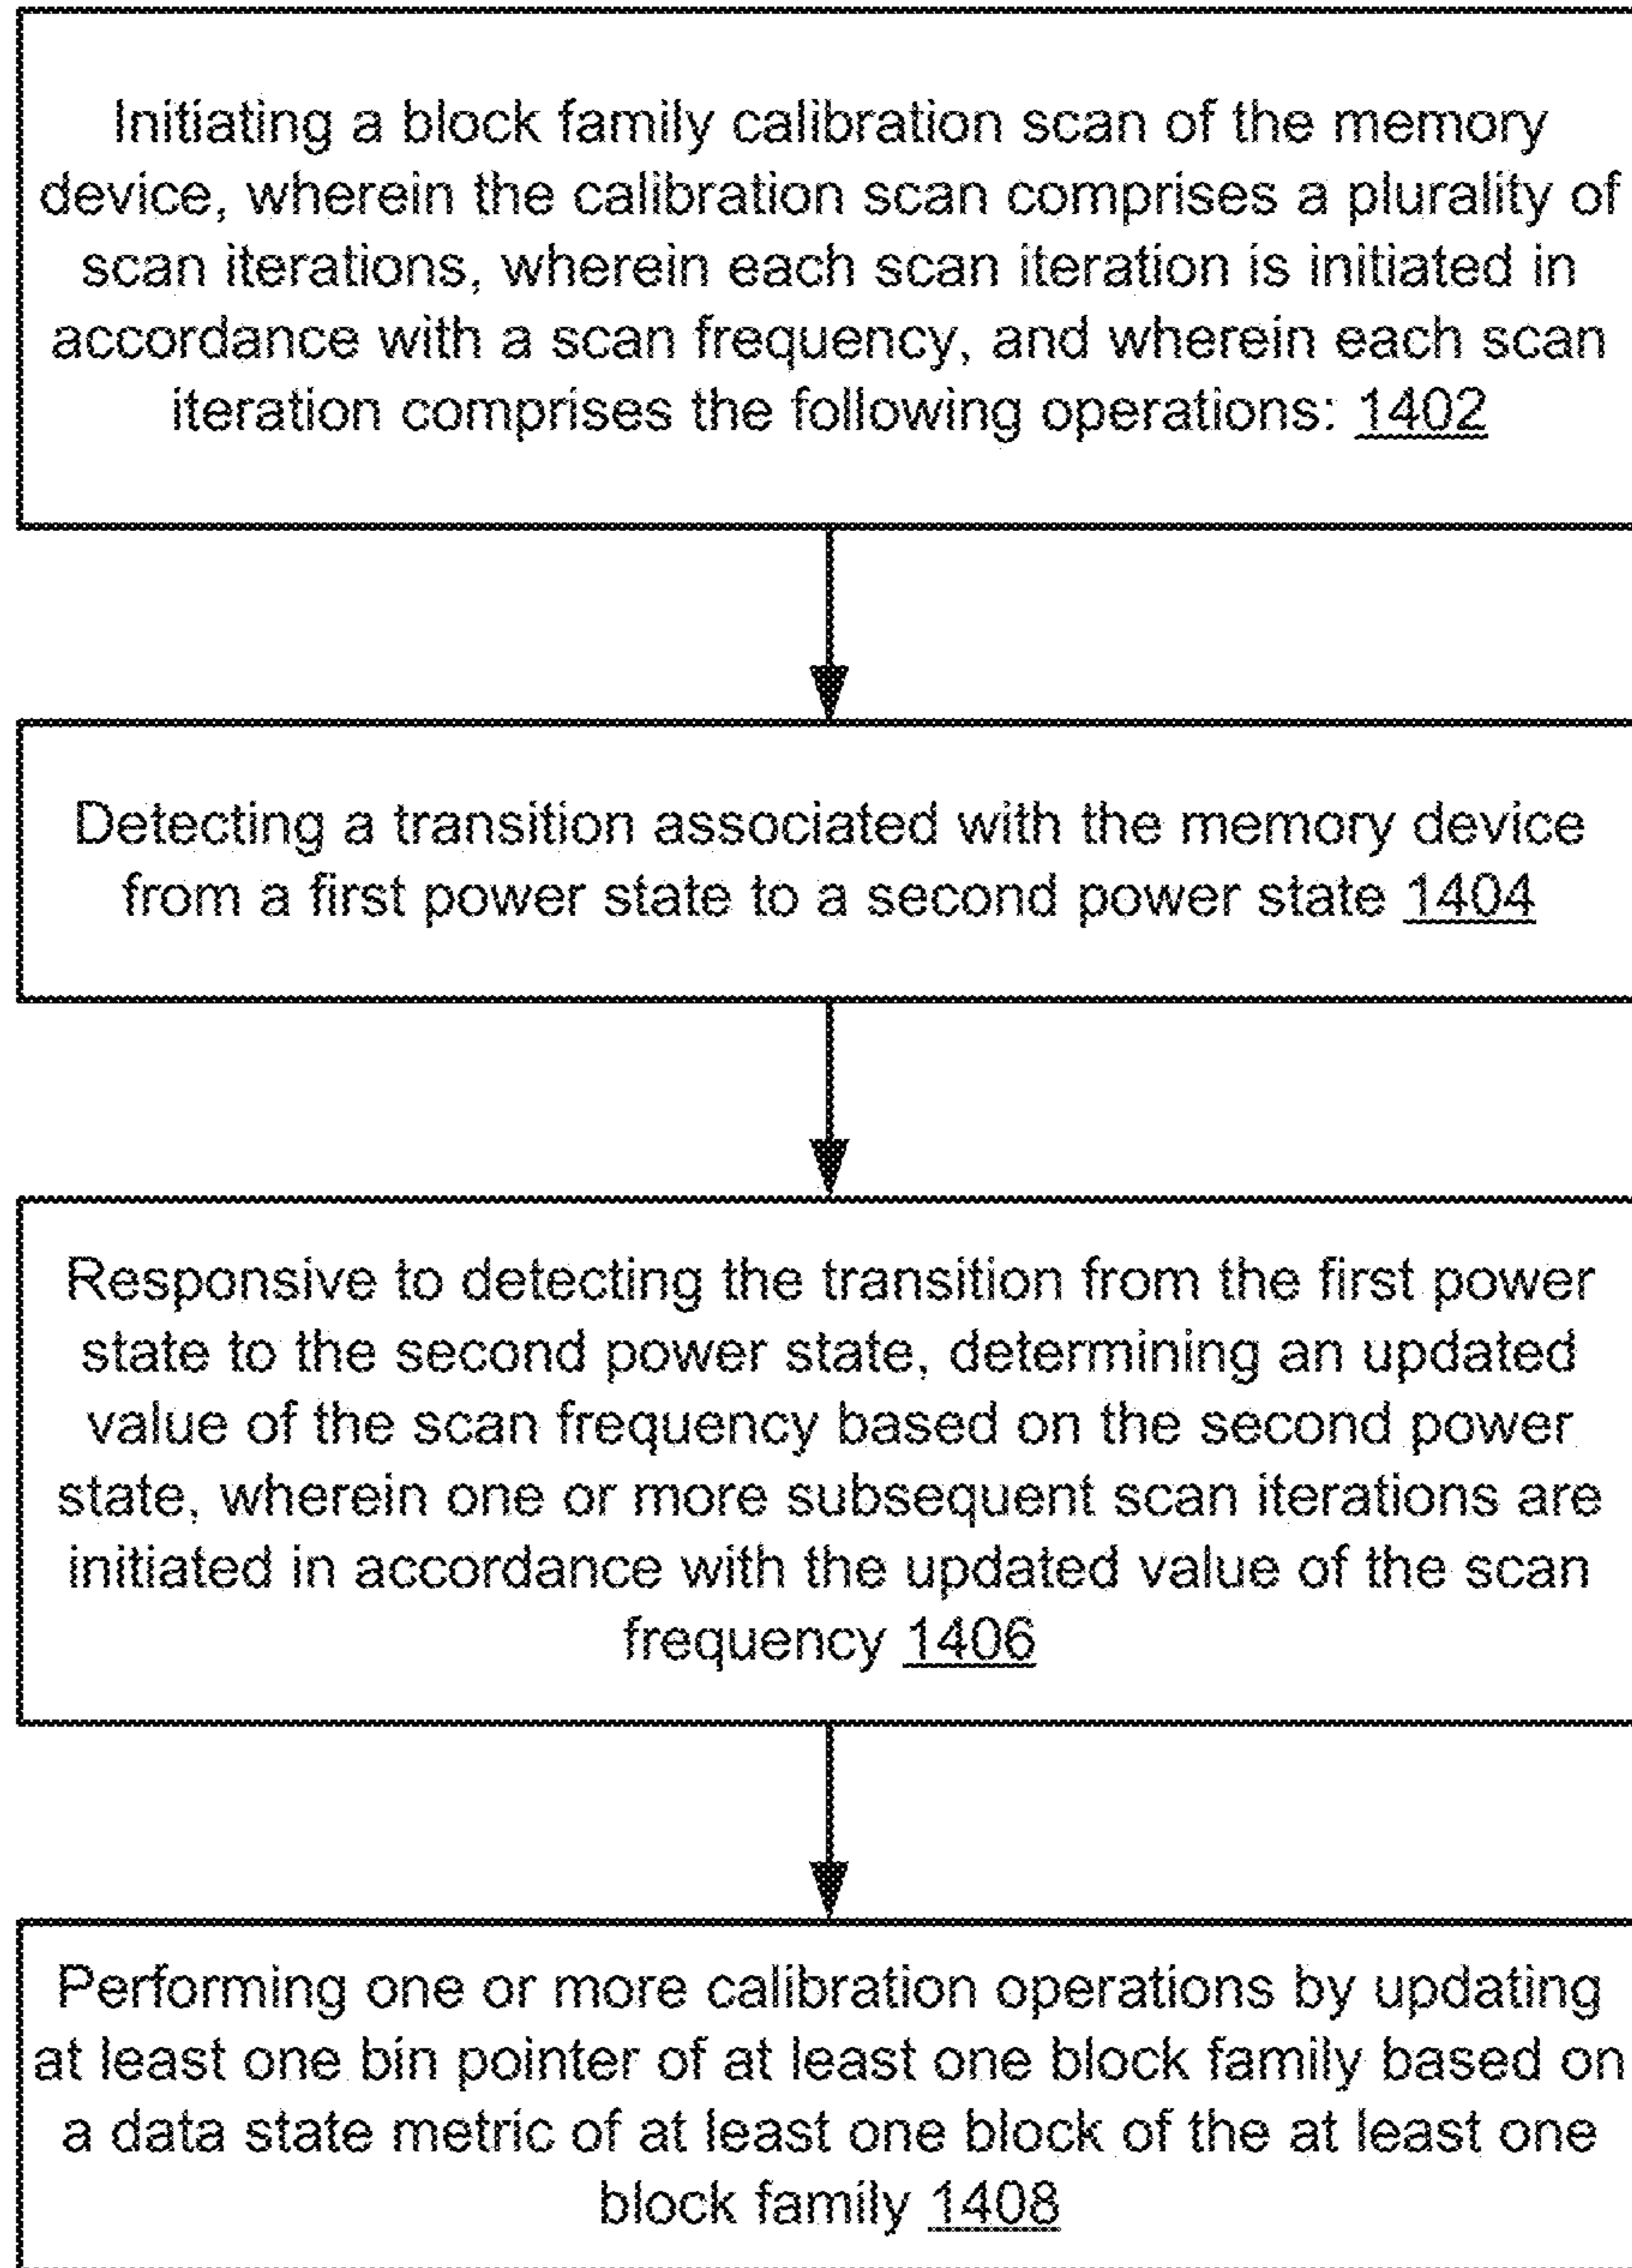 Initiating a block family calibration scan of the memory
device, wherein the calibration scan comprises a plurality of
scan iterations, wherein each scan iteration is initiated in
accordance with a scan frequency, and wherein each scan
iteration comprises the following operations: 1402
Detecting a transition associated with the memory device
from a first power state to a second power state 1404
Responsive to detecting the transition from the first power
state to the second power state, determining an updated
value of the scan frequency based on the second power
state, wherein one or more subsequent scan iterations are
initiated in accordance with the updated value of the scan
frequency 1406
Performing one or more calibration operations by updating
at least one bin pointer of at least one block family based on
a data state metric of at least one block of the at least one
block family 1408